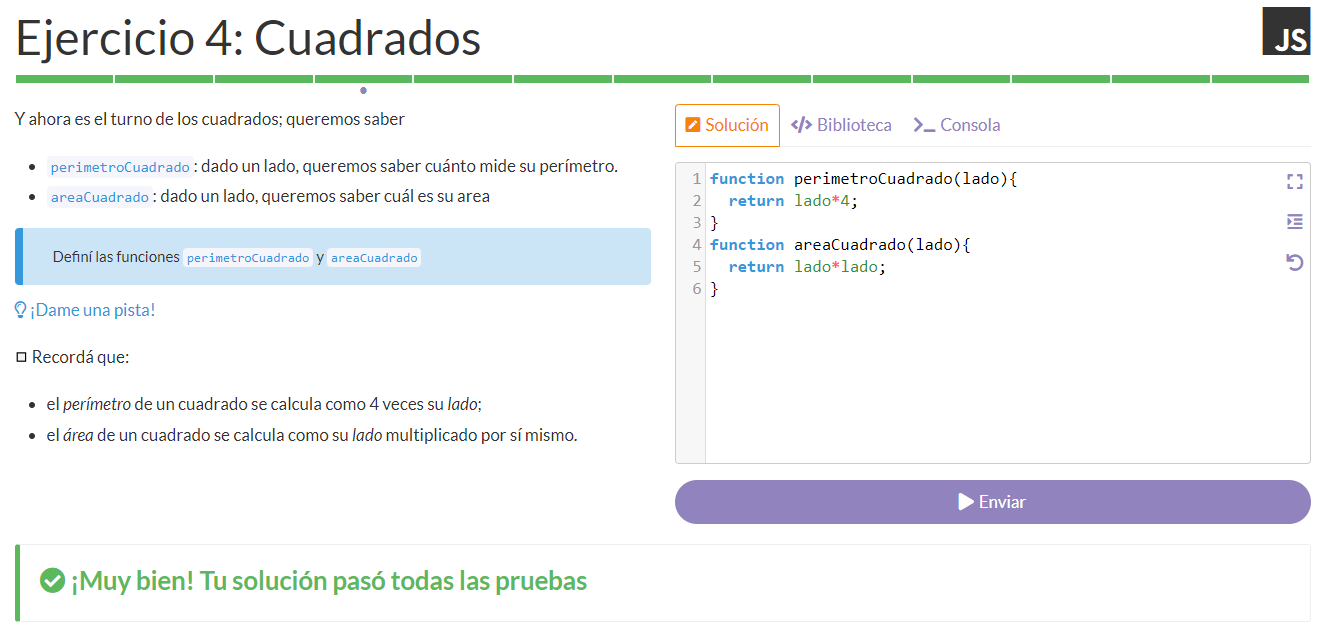 Ejercicio 4: Cuadrados
JS
Y ahora es el turno de los cuadrados; queremos saber
perimetroCuadrado : dado un lado, queremos saber cuánto mide su perímetro.
areaCuadrado : dado un lado, queremos saber cuál es su area
Definí las funciones perimetroCuadrado y areaCuadrado
¡Dame una pista!
Recordá que:
el perímetro de un cuadrado se calcula como 4 veces su lado;
el área de un cuadrado se calcula como su lado multiplicado por sí mismo.
Solución </> Biblioteca >_ Consola
1 function perimetroCuadrado(lado){
2   return lado*4;
3 }
4 function areaCuadrado(lado){
5   return lado*lado;
6 }
Enviar
¡Muy bien! Tu solución pasó todas las pruebas